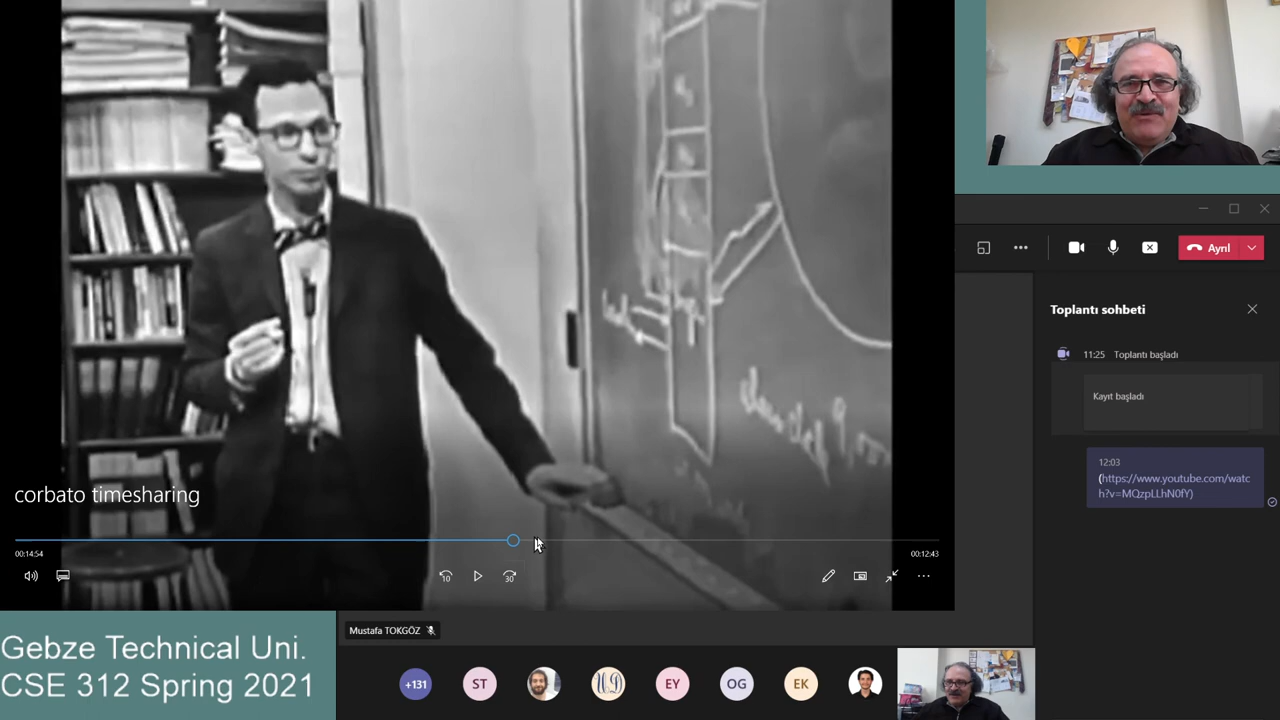 corbato timesharing
00:14:54
00:12:43
10
30
Ayrıl
Toplantı sohbeti
11:25 Toplantı başladı
Kayıt başladı
12:03
(https://www.youtube.com/watc
h?v=MQzpLLhN0fY)
Mustafa TOKGÖZ
+131
ST
EY
OG
EK
Gebze Technical Uni.
CSE 312 Spring 2021